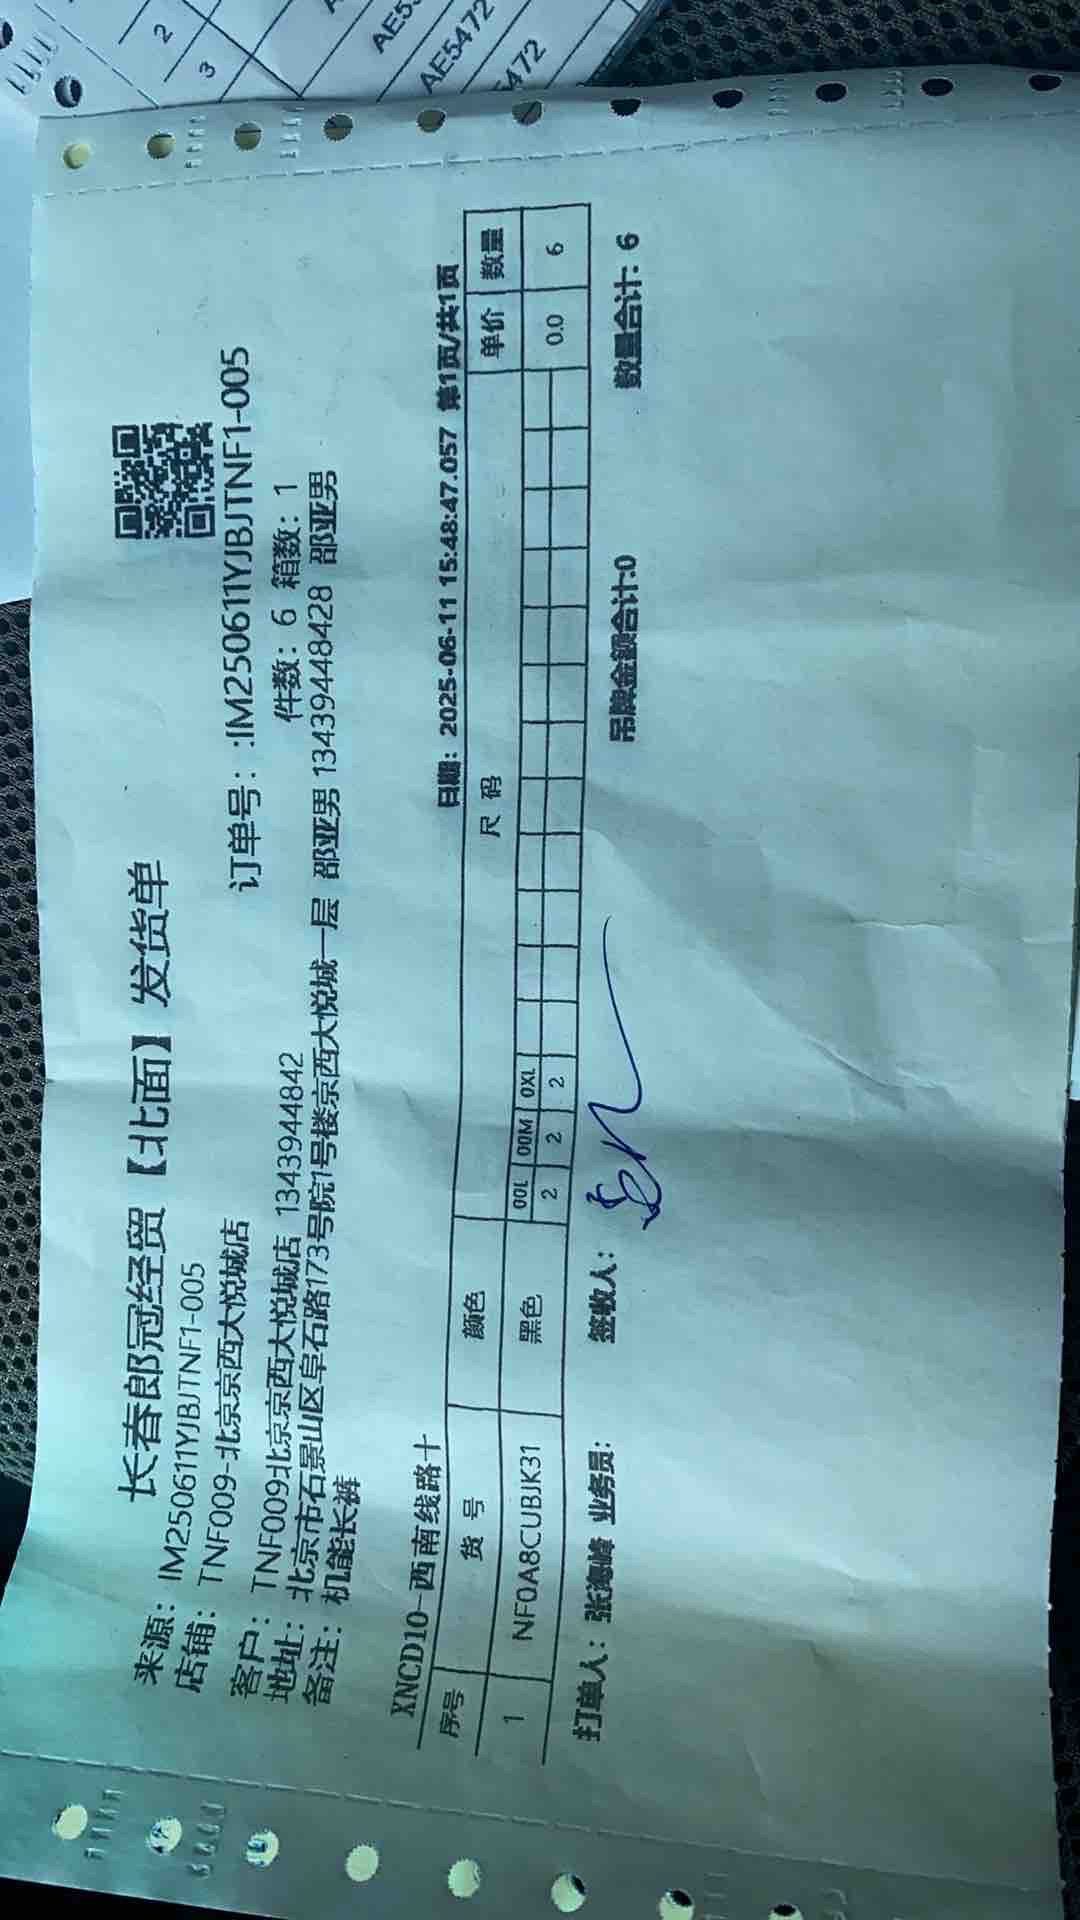 长春郎冠经贸【北面】发货单
来源: IM250611YJBJTNF1-005
店铺: TNF009-北京京西大悦城店
订单号: :IM250611YJBJTNF1-005
客户: TNF009北京京西大悦城店 1343944842
件数: 6 箱数: 1
地址: 北京市石景山区阜石路173号院1号楼京西大悦城一层 邵亚男 13439448428 邵亚男
备注: 机能长裤
XNCD10-西南线路十
日期: 2025-06-11 15:48:47.057 第1页/共1页
序号 货号 颜色 尺码 单价 数量
00L 00M 0XL
1 NF0A8CUBJK31 黑色 2 2 2 0.0 6
打单人: 张海峰 业务员: 签收人: 吊牌金额合计:0 数量合计: 6
2
3
AE5472